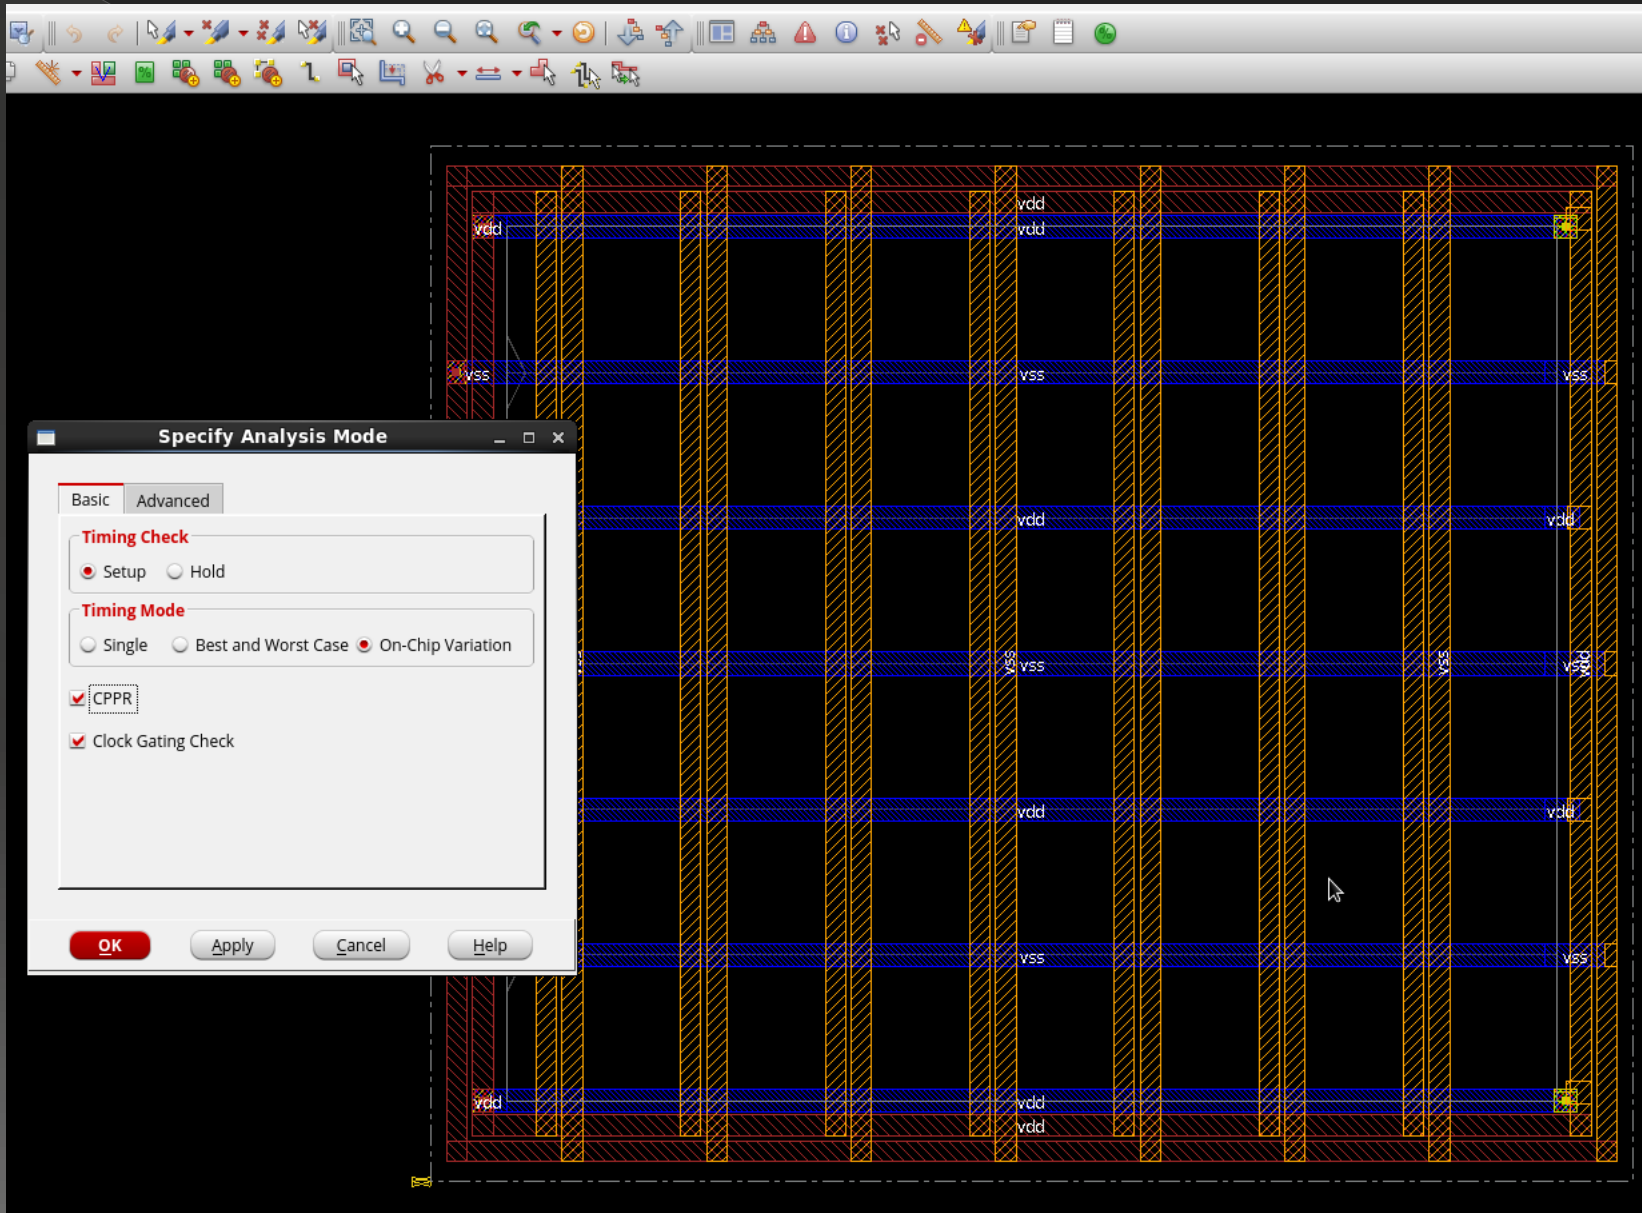 vdd
vdd vdd
vss vss vss
Specify Analysis Mode
Basic Advanced
Timing Check
Setup Hold
vdd vdd
Timing Mode
Single Best and Worst Case On-Chip Variation
vss vss vss vss vdd
CPPR
Clock Gating Check
vdd vdd
OK Apply Cancel Help
vss vss
vdd vdd
vdd